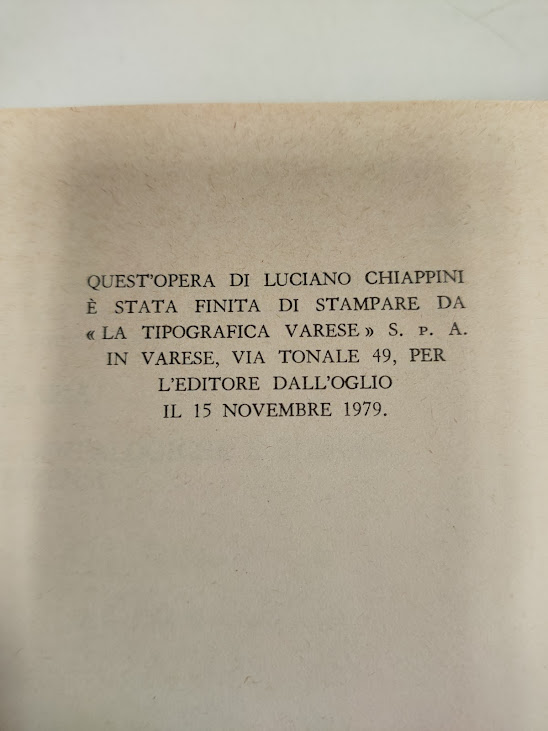 QUEST'OPERA DI LUCIANO CHIAPPINI
È STATA FINITA DI STAMPARE DA
« LA TIPOGRAFICA VARESE » S. P. A.
IN VARESE, VIA TONALE 49, PER
L'EDITORE DALL'OGLIO
IL 15 NOVEMBRE 1979.